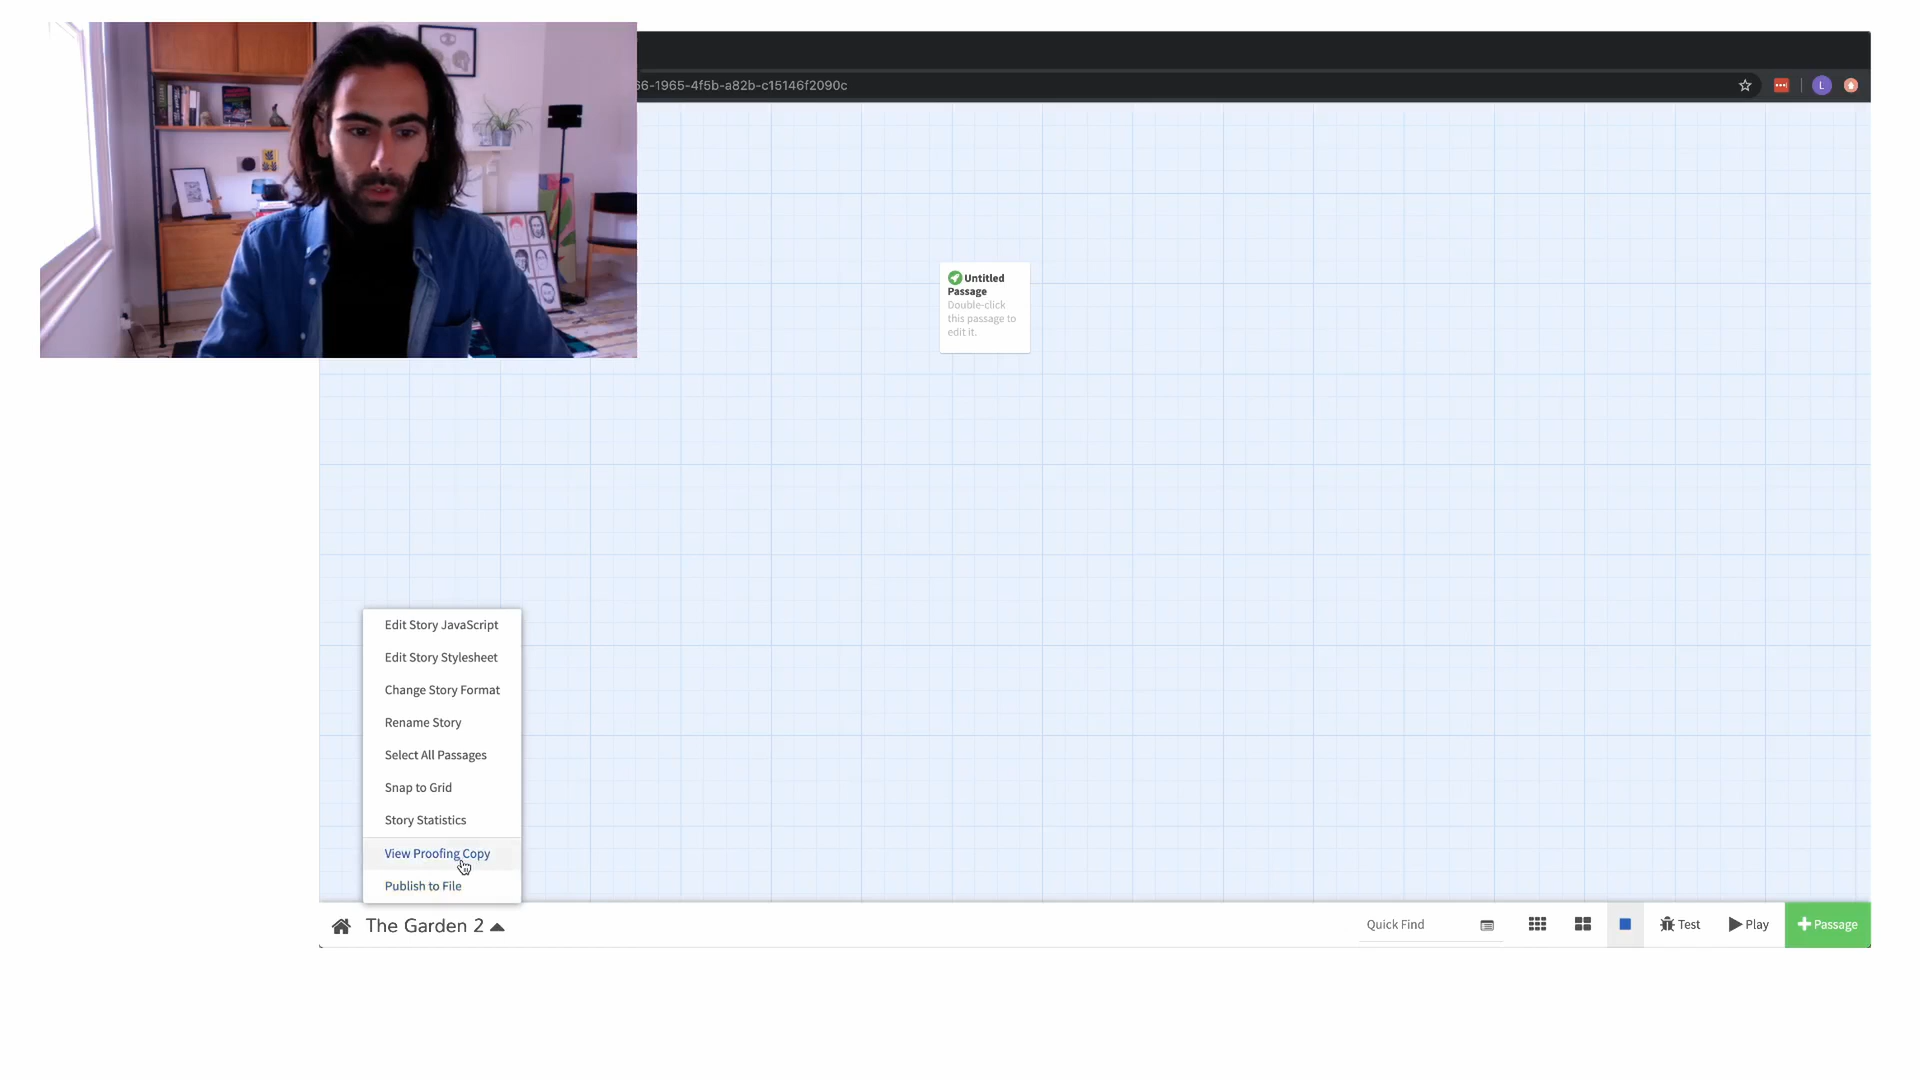 66-1965-4f5b-a82b-c15146f2090c
L
Untitled
Passage
Double-click
this passage to
edit it.
Edit Story JavaScript
Edit Story Stylesheet
Change Story Format
Rename Story
Select All Passages
Snap to Grid
Story Statistics
View Proofing Copy
Publish to File
The Garden 2
Quick Find
Test
Play
+Passage